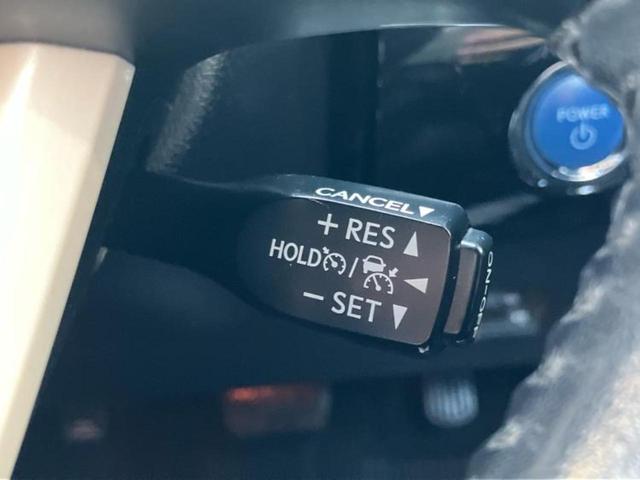 POWER
CANCEL▼
+RES▲
HOLD / ◀
−SET▼
ON-OFF